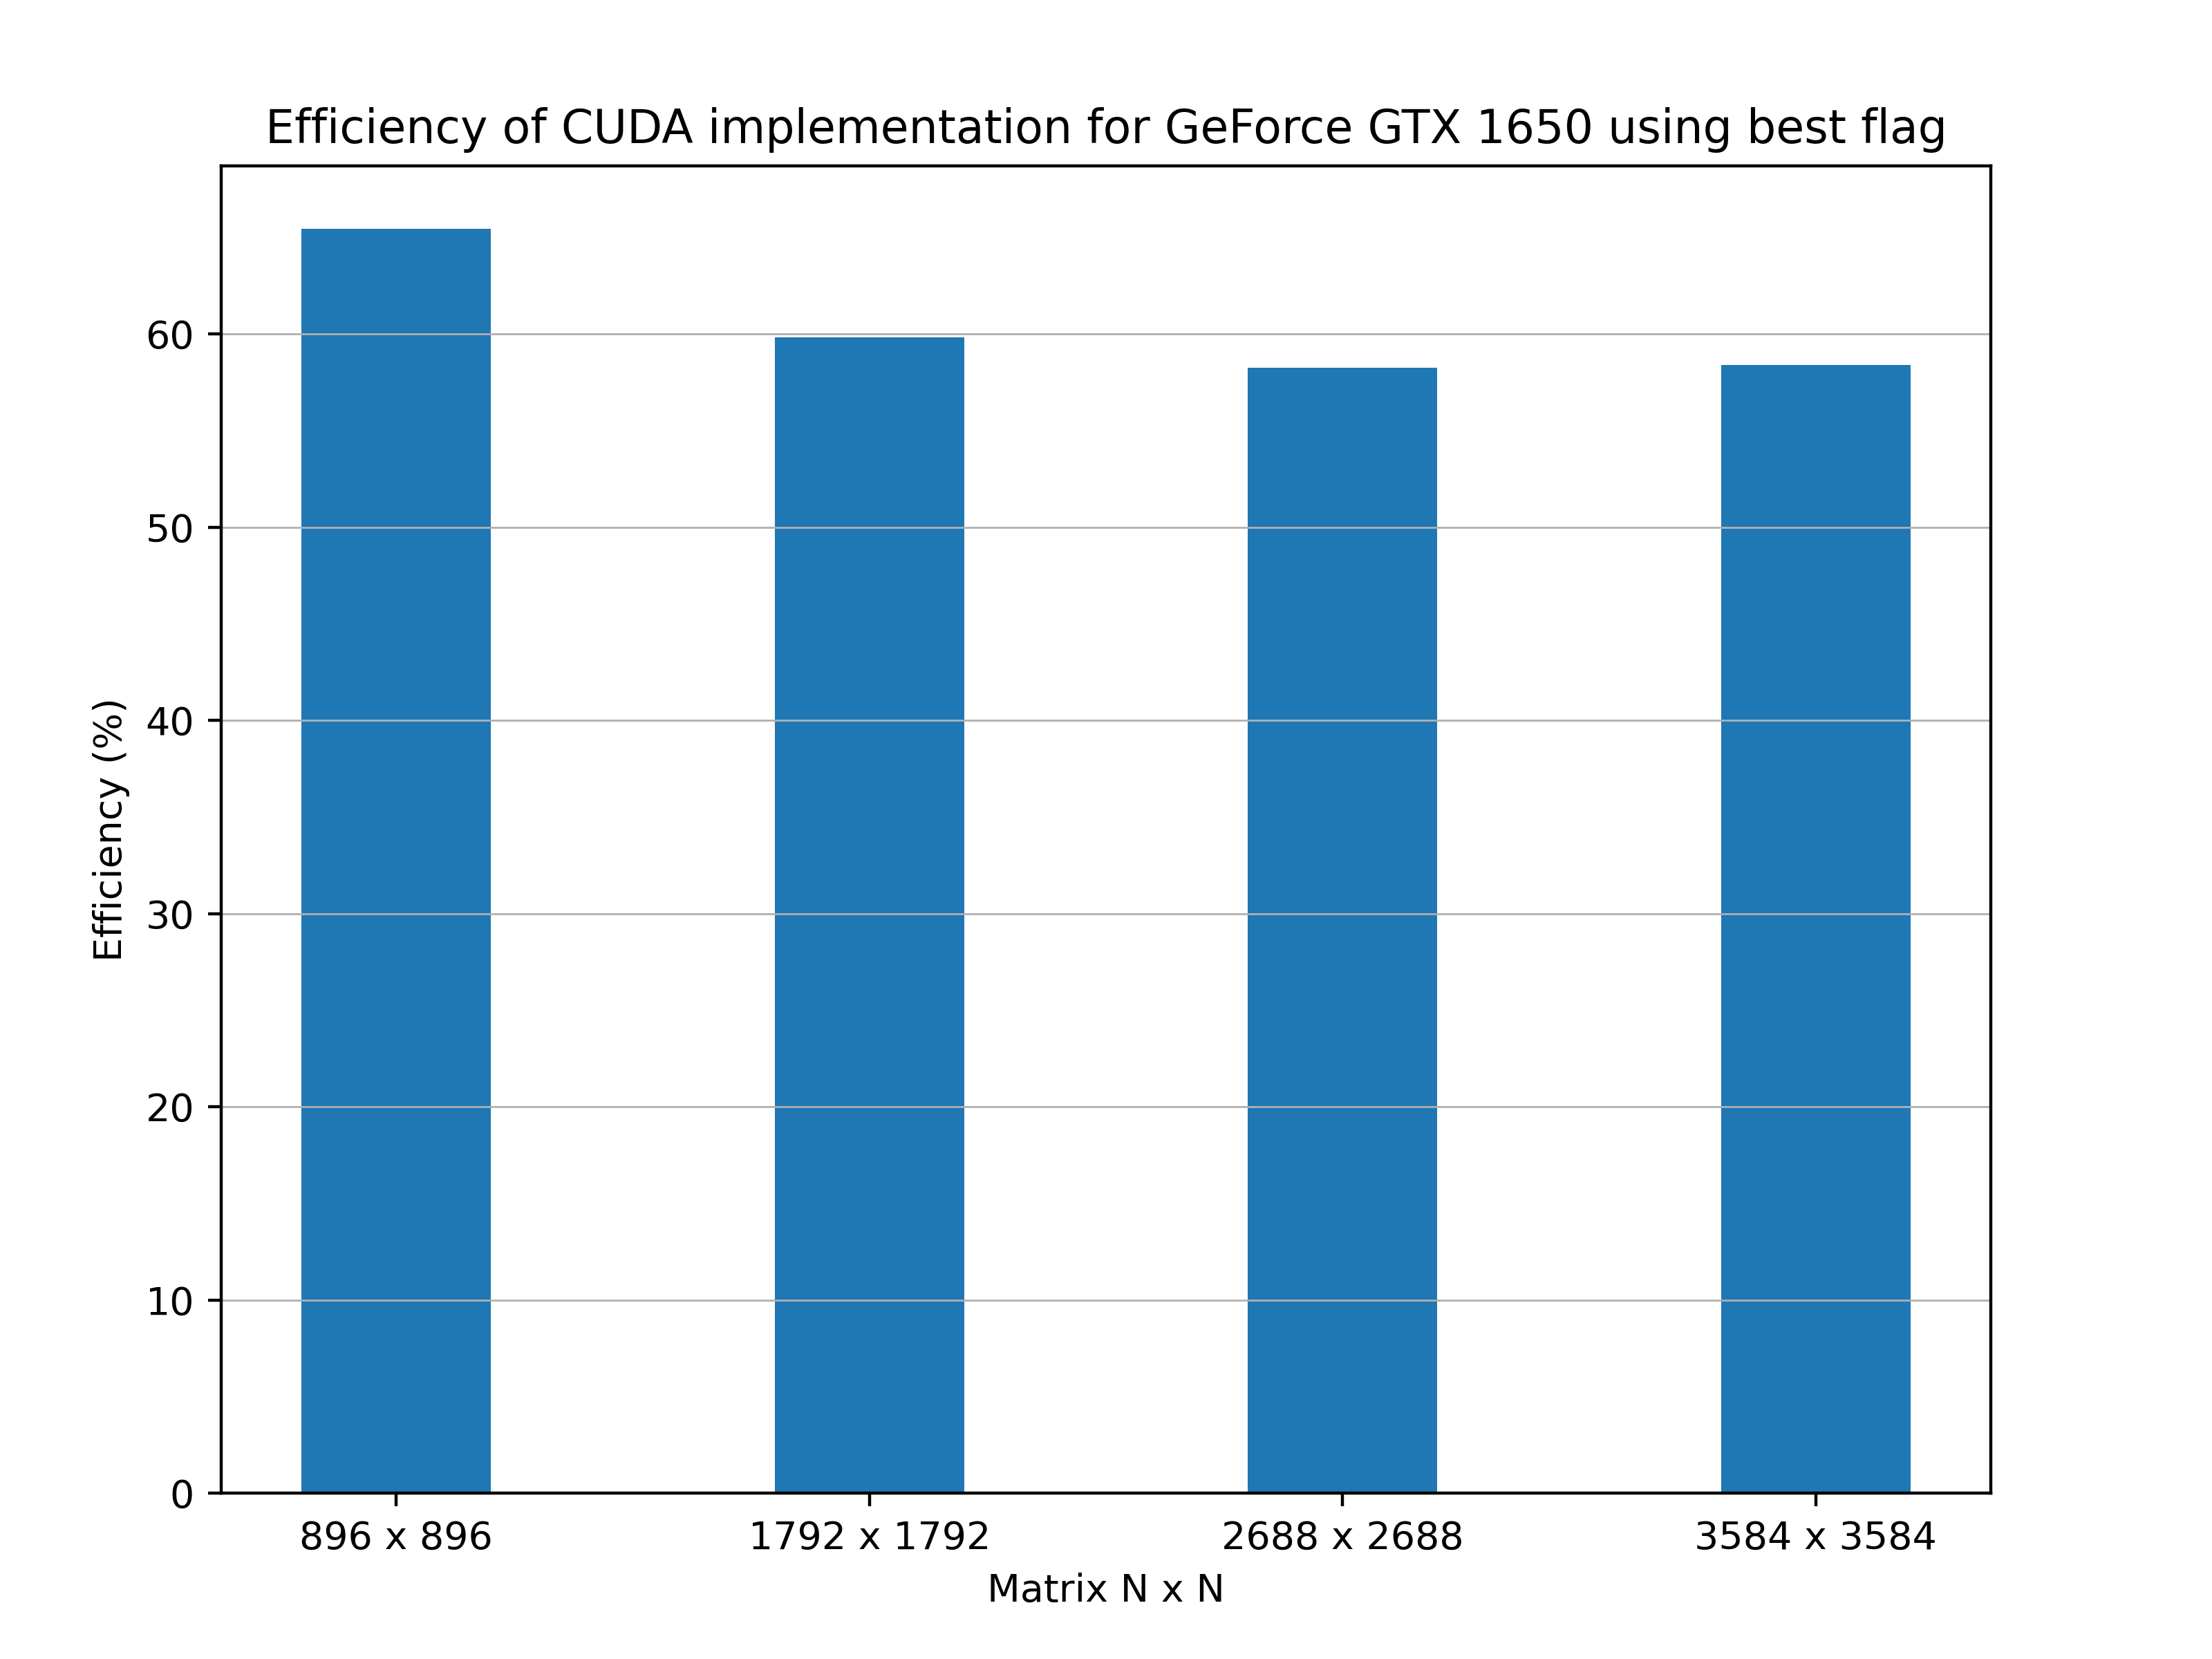 Efficiency of CUDA implementation for GeForce GTX 1650 using best flag
Efficiency (%)
60
50
40
30
20
10
0
896 x 896 1792 x 1792 2688 x 2688 3584 x 3584
Matrix N x N